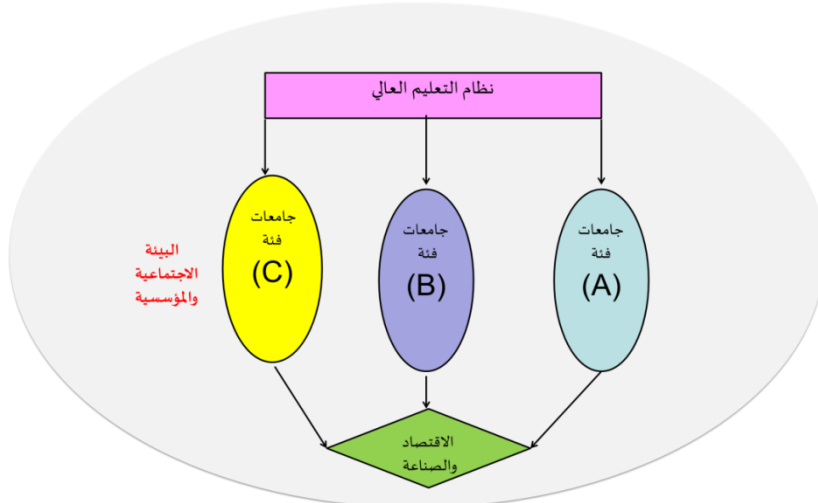 نظام التعليم العالي
جامعات
فئة
(A)
جامعات
فئة
(B)
جامعات
فئة
(C)
البيئة
الاجتماعية
والمؤسسية
الاقتصاد
والصناعة